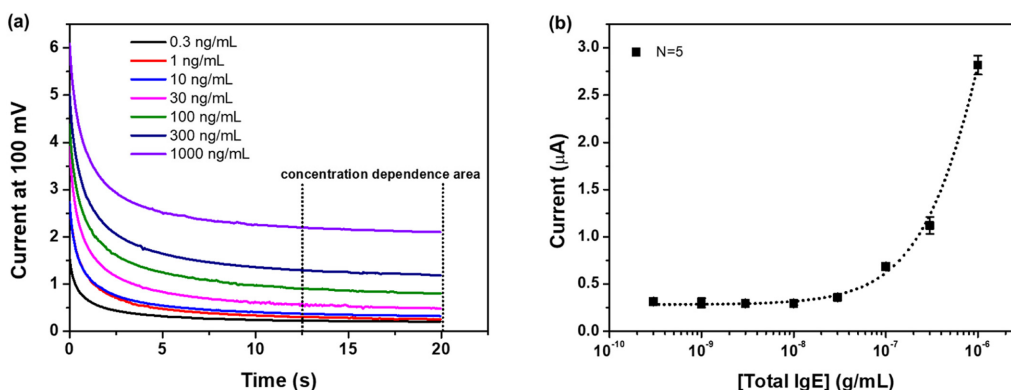 (a)
Current at 100 mV
6
5
4
3
2
1
0
0.3 ng/mL
1 ng/mL
10 ng/mL
30 ng/mL
100 ng/mL
300 ng/mL
1000 ng/mL
concentration dependence area
0 5 10 15 20
Time (s)
(b)
Current (μA)
3.0
2.5
2.0
1.5
1.0
0.5
0.0
N=5
10⁻¹⁰ 10⁻⁹ 10⁻⁸ 10⁻⁷ 10⁻⁶
[Total IgE] (g/mL)